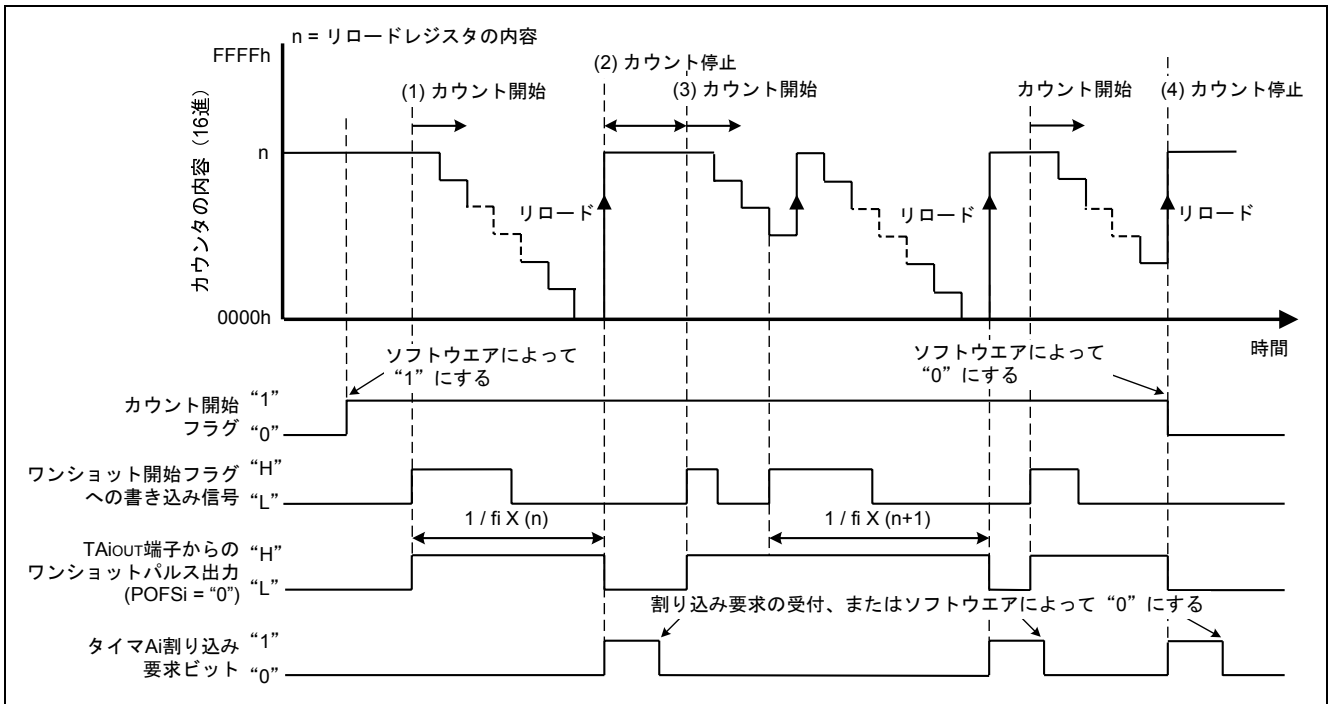 n = リロードレジスタの内容
FFFFh
(2) カウント停止
(1) カウント開始
(3) カウント開始
カウント開始
(4) カウント停止
カウンタの内容（16進）
n
リロード
リロード
リロード
0000h
時間
ソフトウエアによって
“1”にする
ソフトウエアによって
“0”にする
カウント開始
フラグ
“1”
“0”
ワンショット開始フラグ
への書き込み信号
“H”
“L”
1 / fi X (n)
1 / fi X (n+1)
TAiOUT端子からの
ワンショットパルス出力
(POFSi = “0”)
“H”
“L”
割り込み要求の受付、またはソフトウエアによって“0”にする
タイマAi割り込み
要求ビット
“1”
“0”